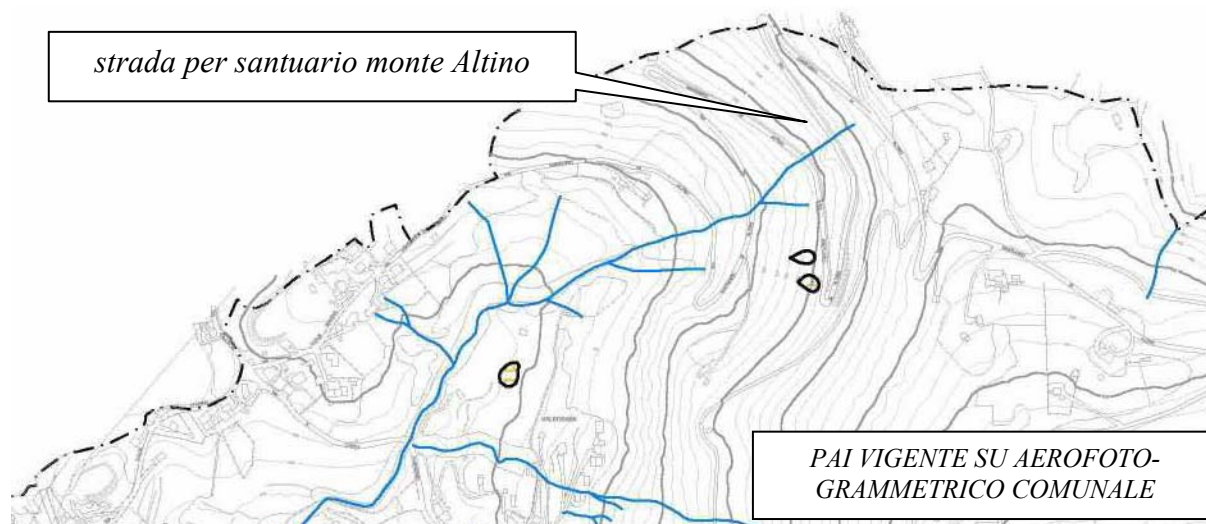 strada per santuario monte Altino
PAI VIGENTE SU AEROFOTO-
GRAMMETRICO COMUNALE